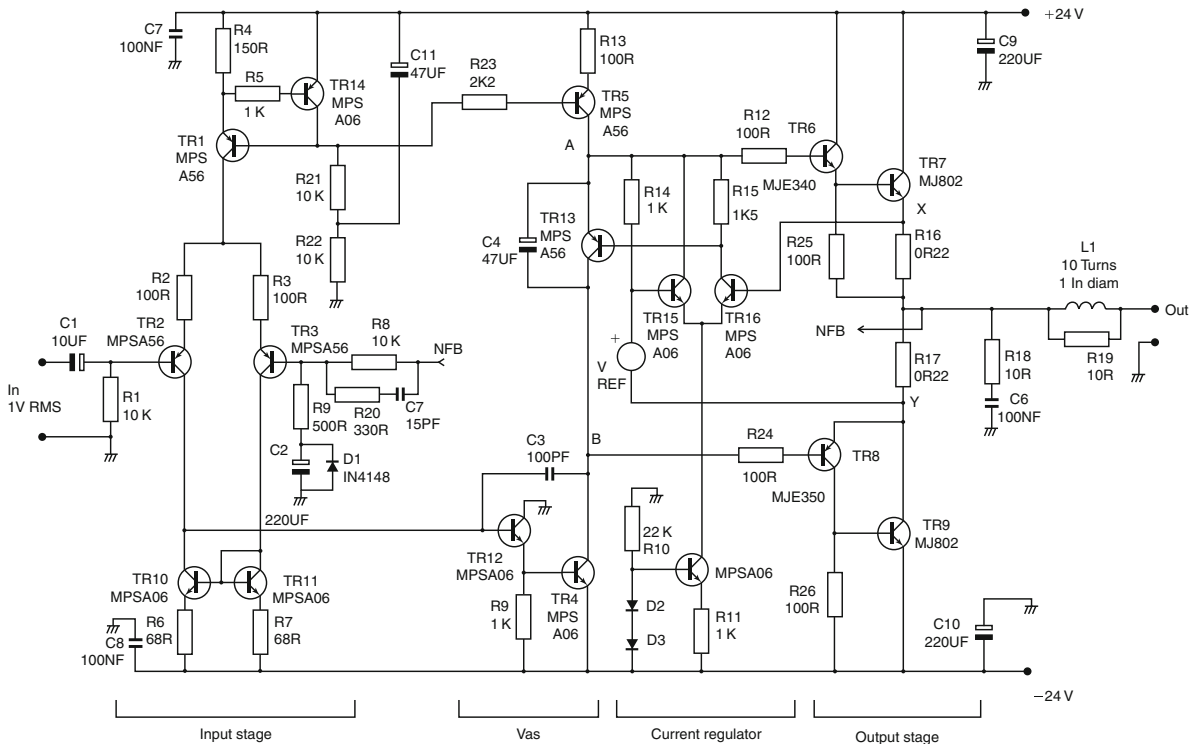 +24 V
C7
100NF
R4
150R
R5
1 K
TR14
MPS
A06
C11
47UF
R23
2K2
R13
100R
TR5
MPS
A56
C9
220UF
TR1
MPS
A56
R21
10 K
R22
10 K
A
R12
100R
TR6
MJE340
TR7
MJ802
X
R14
1 K
R15
1K5
TR13
MPS
A56
C4
47UF
R25
100R
R16
0R22
L1
10 Turns
1 In diam
Out
R2
100R
R3
100R
TR15
MPS
A06
TR16
MPS
A06
NFB
R19
10R
C1
10UF
TR2
MPSA56
TR3
MPSA56
R8
10 K
NFB
+
V
REF
R17
0R22
R18
10R
C6
100NF
In
1V RMS
R1
10 K
R9
500R
R20
330R
C7
15PF
Y
C2
220UF
D1
IN4148
C3
100PF
B
R24
100R
TR8
MJE350
TR12
MPSA06
22 K
R10
TR9
MJ802
TR10
MPSA06
TR11
MPSA06
R9
1 K
TR4
MPS
A06
MPSA06
D2
D3
R11
1 K
R26
100R
R6
68R
R7
68R
C8
100NF
C10
220UF
−24 V
Input stage
Vas
Current regulator
Output stage